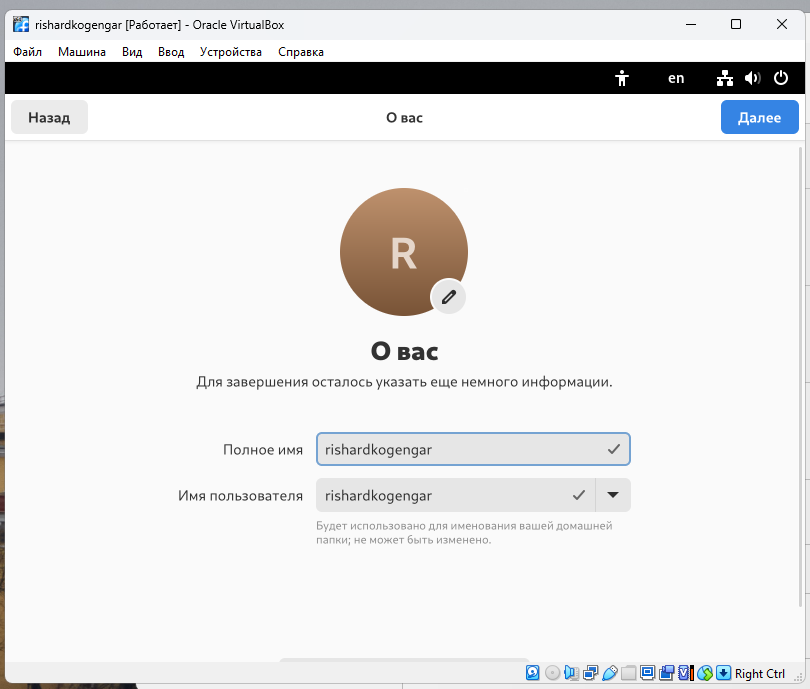 rishardkogengar [Работает] - Oracle VirtualBox
Файл Машина Вид Ввод Устройства Справка
en
Назад О вас Далее
R
О вас
Для завершения осталось указать еще немного информации.
Полное имя rishardkogengar
Имя пользователя rishardkogengar
Будет использовано для именования вашей домашней
папки; не может быть изменено.
Right Ctrl